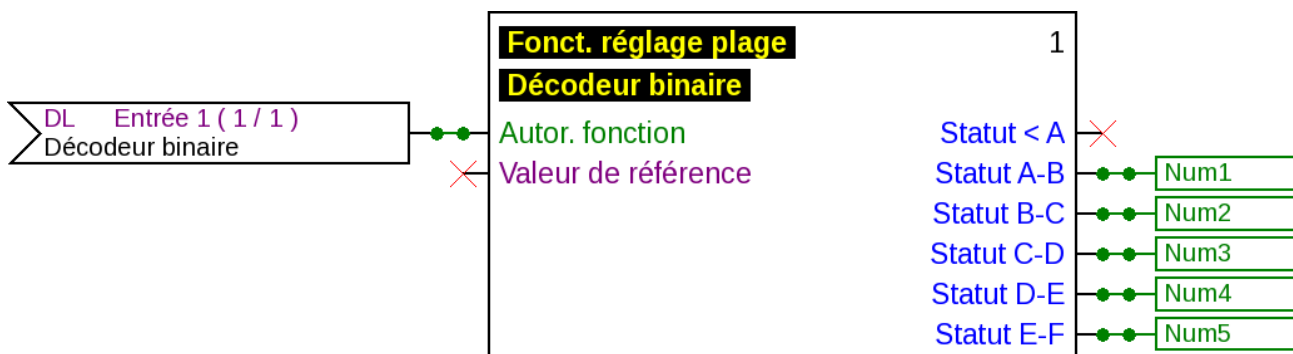 Fonct. réglage plage 1
Décodeur binaire
DL Entrée 1 ( 1 / 1 )
Décodeur binaire
Autor. fonction Statut < A
Valeur de référence Statut A-B Num1
Statut B-C Num2
Statut C-D Num3
Statut D-E Num4
Statut E-F Num5